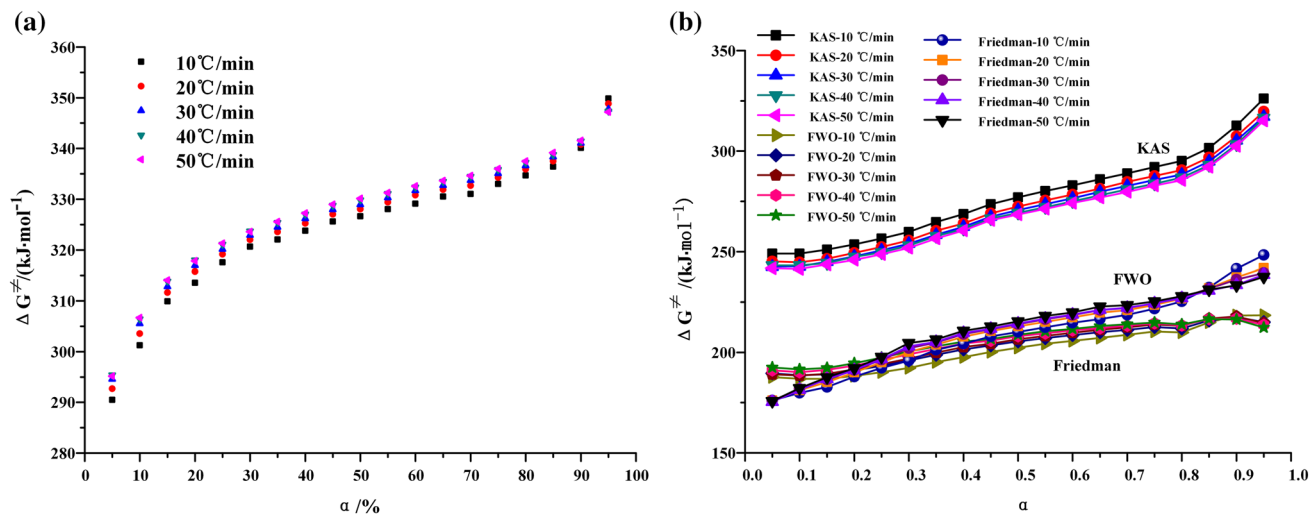 (a)
360
350
340
330
320
310
300
290
280
ΔG≠/(kJ·mol⁻¹)
10℃/min
20℃/min
30℃/min
40℃/min
50℃/min
0 10 20 30 40 50 60 70 80 90 100
α /%
(b)
350
300
250
200
150
ΔG≠ /(kJ·mol⁻¹)
KAS-10 ℃/min
KAS-20 ℃/min
KAS-30 ℃/min
KAS-40 ℃/min
KAS-50 ℃/min
FWO-10 ℃/min
FWO-20 ℃/min
FWO-30 ℃/min
FWO-40 ℃/min
FWO-50 ℃/min
Friedman-10 ℃/min
Friedman-20 ℃/min
Friedman-30 ℃/min
Friedman-40 ℃/min
Friedman-50 ℃/min
KAS
FWO
Friedman
0.0 0.1 0.2 0.3 0.4 0.5 0.6 0.7 0.8 0.9 1.0
α